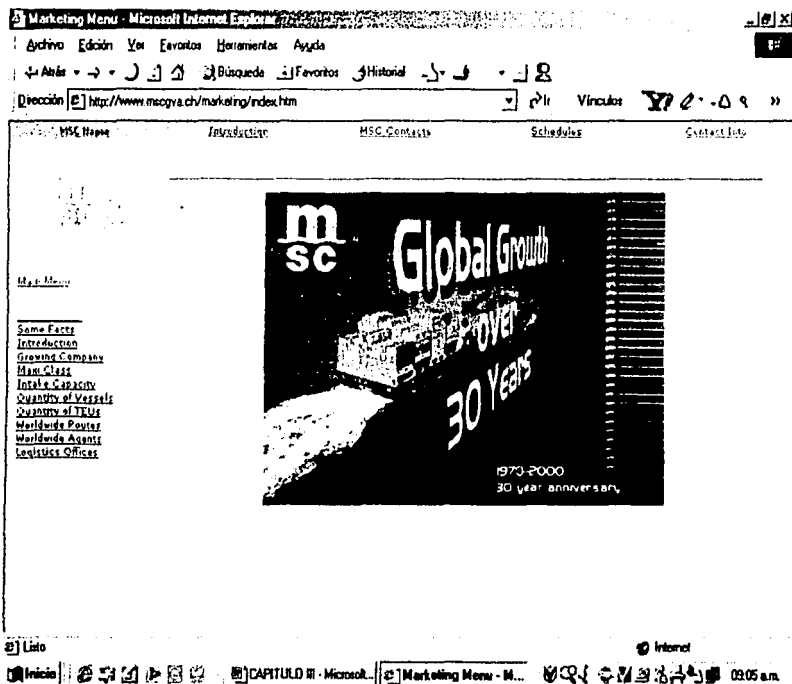 Marketing Menu - Microsoft Internet Explorer
Archivo Edición Ver Favoritos Herramientas Ayuda
Atrás Búsqueda Favoritos Historial
Dirección http://www.mscgva.ch/marketing/index.htm Ir Vínculos »
MSC Home Introduction MSC Contacts Schedules Contact Info
m
SC
Global Growth
over
30 Years
1970-2000
30 year anniversary
Main Menu
Some Facts
Introduction
Growing Company
Maxi Class
Intake Capacity
Quantity of Vessels
Quantity of TEUs
Worldwide Routes
Worldwide Agents
Logistics Offices
Listo Internet
Inicio CAPITULO III - Microsoft... Marketing Menu - M... 09:05 a.m.